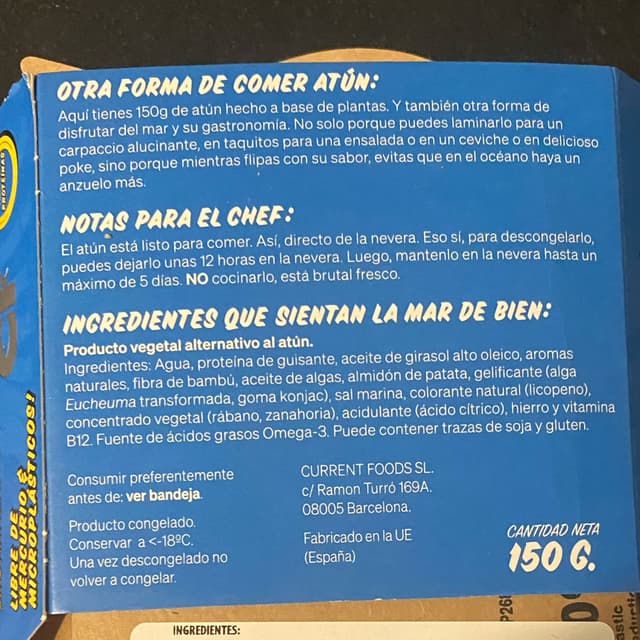 OTRA FORMA DE COMER ATÚN:
Aquí tienes 150g de atún hecho a base de plantas. Y también otra forma de
disfrutar del mar y su gastronomía. No solo porque puedes laminarlo para un
carpaccio alucinante, en taquitos para una ensalada o en un ceviche o en delicioso
poke, sino porque mientras flipas con su sabor, evitas que en el océano haya un
anzuelo más.
NOTAS PARA EL CHEF:
El atún está listo para comer. Así, directo de la nevera. Eso sí, para descongelarlo,
puedes dejarlo unas 12 horas en la nevera. Luego, mantenlo en la nevera hasta un
máximo de 5 días. NO cocinarlo, está brutal fresco.
INGREDIENTES QUE SIENTAN LA MAR DE BIEN:
Producto vegetal alternativo al atún.
Ingredientes: Agua, proteína de guisante, aceite de girasol alto oleico, aromas
naturales, fibra de bambú, aceite de algas, almidón de patata, gelificante (alga
Eucheuma transformada, goma konjac), sal marina, colorante natural (licopeno),
concentrado vegetal (rábano, zanahoria), acidulante (ácido cítrico), hierro y vitamina
B12. Fuente de ácidos grasos Omega-3. Puede contener trazas de soja y gluten.
Consumir preferentemente
antes de: ver bandeja.
Producto congelado.
Conservar a <-18ºC.
Una vez descongelado no
volver a congelar.
CURRENT FOODS SL.
c/ Ramon Turró 169A.
08005 Barcelona.
Fabricado en la UE
(España)
CANTIDAD NETA
150 G.
PROTEÍNAS
LIBRE DE
MERCURIO E
MICROPLÁSTICOS!
INGREDIENTES: